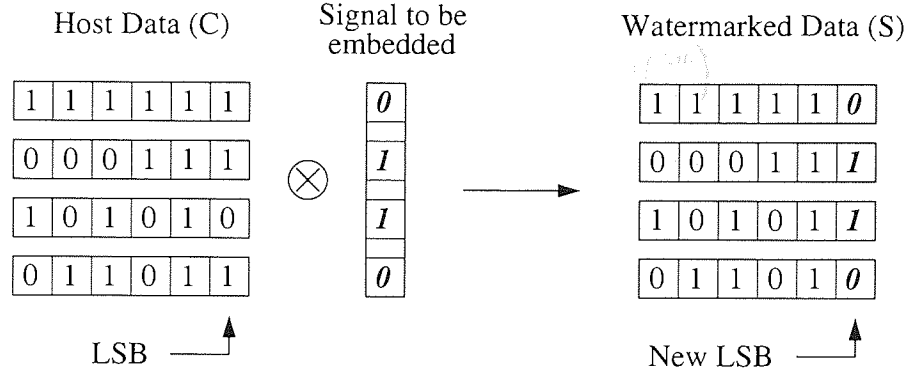 Host Data (C)
Signal to be
embedded
Watermarked Data (S)
1 1 1 1 1 1
0
1 1 1 1 1 0
0 0 0 1 1 1
1
0 0 0 1 1 1
1 0 1 0 1 0
1
1 0 1 0 1 1
0 1 1 0 1 1
0
0 1 1 0 1 0
LSB
New LSB